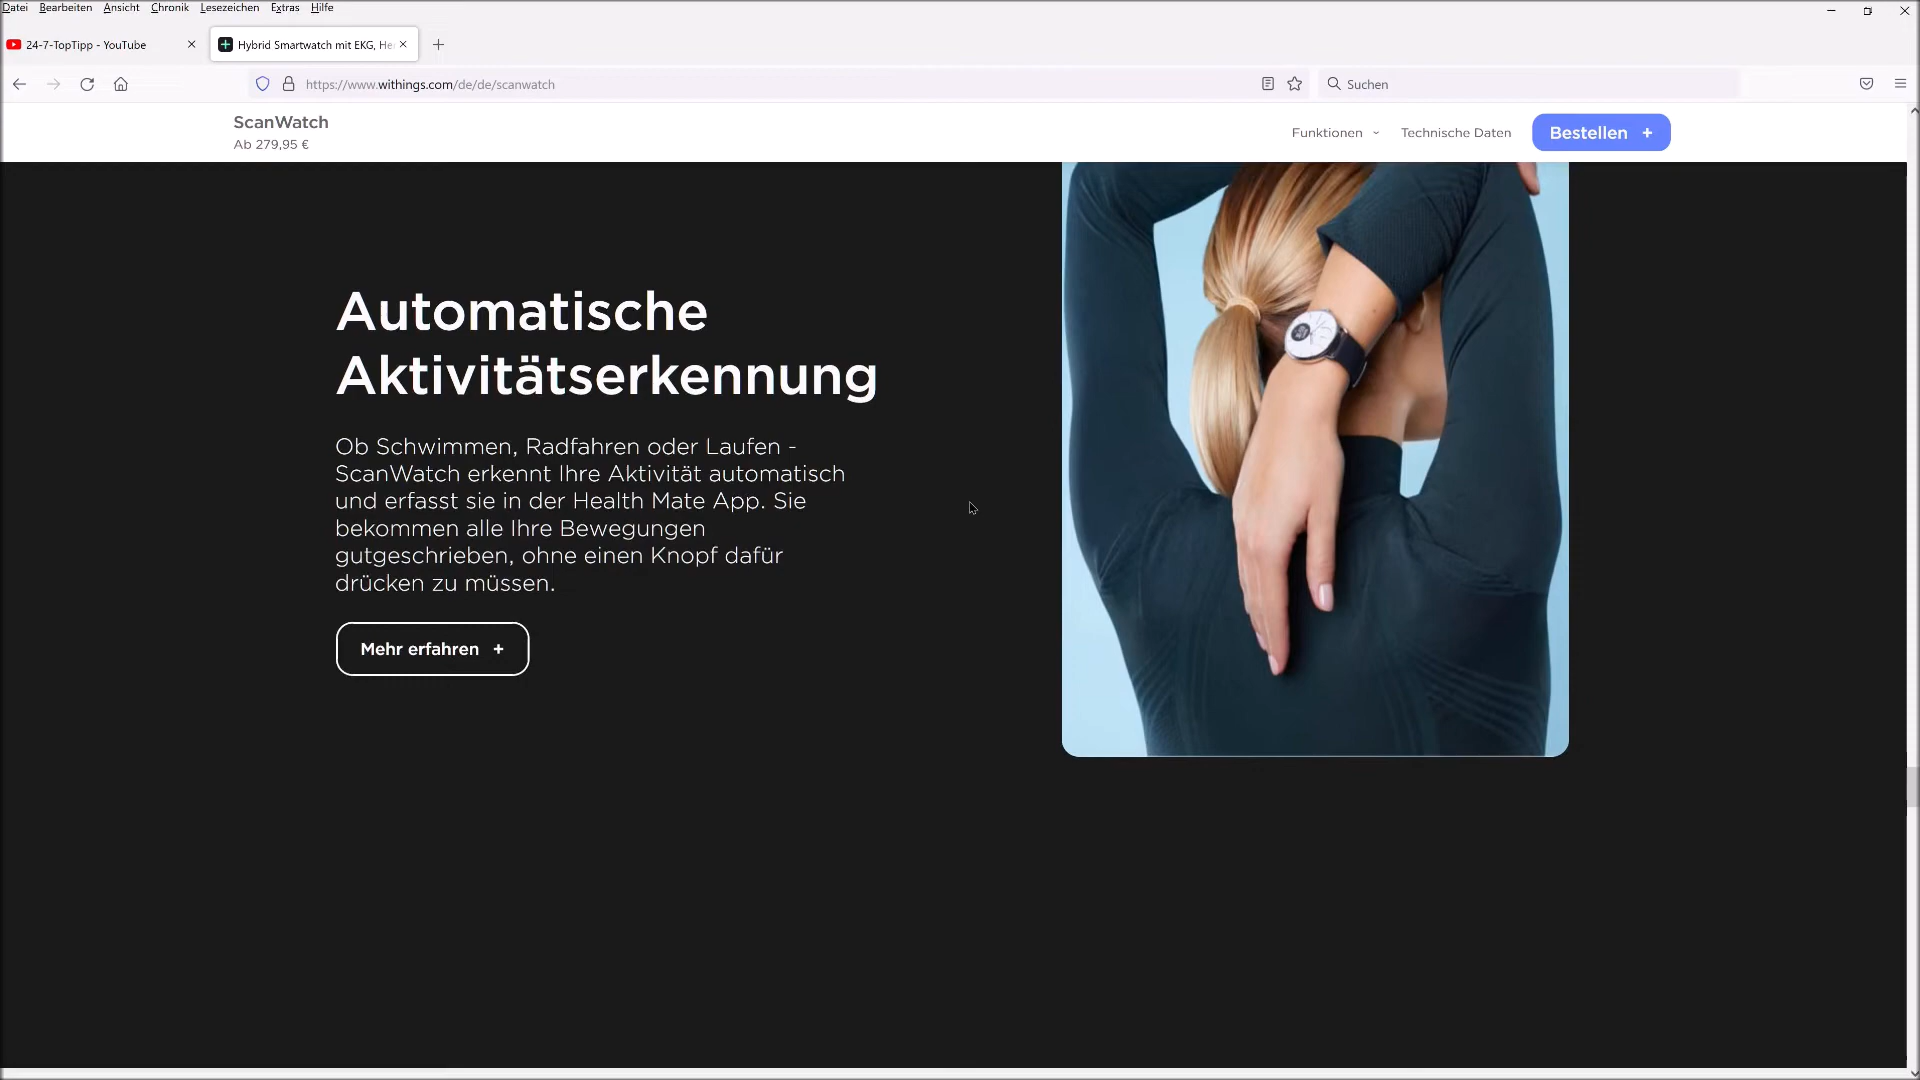 Datei Bearbeiten Ansicht Chronik Lesezeichen Extras Hilfe
24-7-TopTipp - YouTube
Hybrid Smartwatch mit EKG, He
https://www.withings.com/de/de/scanwatch
Suchen
ScanWatch
Ab 279,95 €
Funktionen
Technische Daten
Bestellen +
Automatische
Aktivitätserkennung
Ob Schwimmen, Radfahren oder Laufen -
ScanWatch erkennt Ihre Aktivität automatisch
und erfasst sie in der Health Mate App. Sie
bekommen alle Ihre Bewegungen
gutgeschrieben, ohne einen Knopf dafür
drücken zu müssen.
Mehr erfahren +